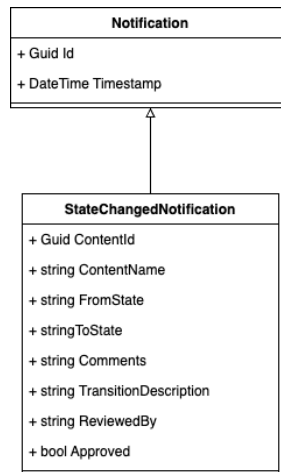 Notification
+ Guid Id
+ DateTime Timestamp
StateChangedNotification
+ Guid ContentId
+ string ContentName
+ string FromState
+ stringToState
+ string Comments
+ string TransitionDescription
+ string ReviewedBy
+ bool Approved